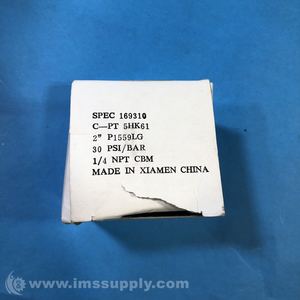 SPEC 169310
C—PT 5HK61
2" P1559LG
30 PSI/BAR
1/4 NPT CBM
MADE IN XIAMEN CHINA
www.imssupply.com